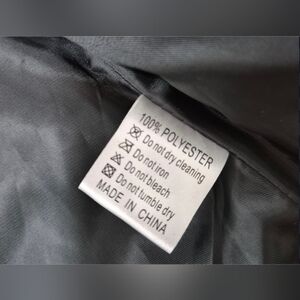 100% POLYESTER
Do not dry cleaning
Do not iron
Do not bleach
Do not tumble dry
MADE IN CHINA